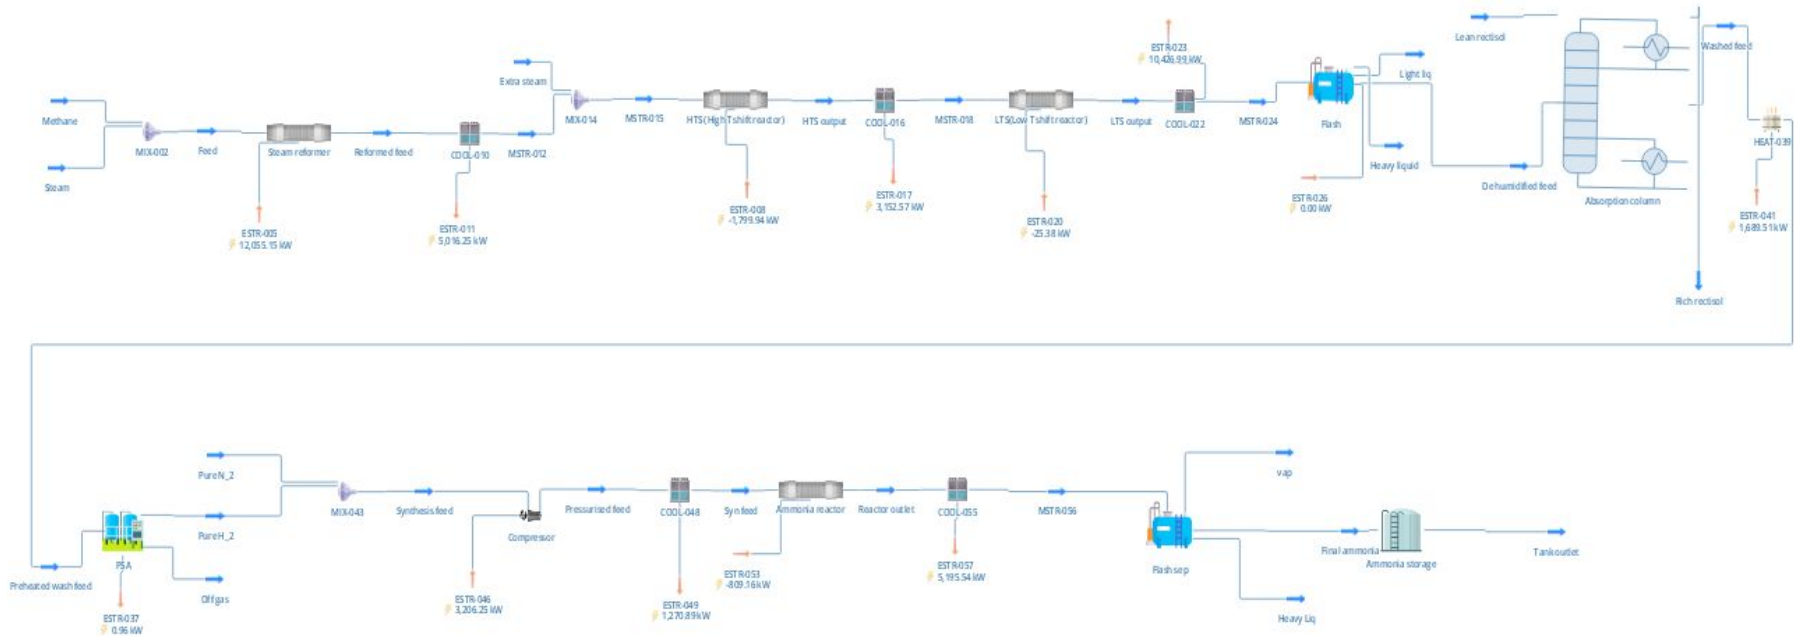 ESTR-023
10,426.99 kW
Lean rectisol
Washed feed
Extra steam
Light liq
Methane
MIX-014
MSTR-015
HTS(High T shift reactor)
HTS output
COOL-016
MSTR-018
LTS(Low T shift reactor)
LTS output
COOL-022
MSTR-024
Flash
HEAT-039
MIX-002
Feed
Steam reformer
Reformed feed
COOL-010
MSTR-012
Heavy liquid
Steam
Dehumidified feed
Absorption column
ESTR-005
12,055.15 kW
ESTR-011
5,016.25 kW
ESTR-008
-1,799.94 kW
ESTR-017
3,152.57 kW
ESTR-020
-25.38 kW
ESTR-026
0.00 kW
ESTR-041
1,689.51 kW
Rich rectisol
Pure N_2
vap
MIX-043
Synthesis feed
Pressurised feed
COOL-048
Syn feed
Ammonia reactor
Reactor outlet
COOL-055
MSTR-056
Pure H_2
Compressor
PSA
Flash sep
Final ammonia
Ammonia storage
Tank outlet
Preheated wash feed
Off gas
ESTR-037
0.96 kW
ESTR-046
3,206.25 kW
ESTR-049
1,270.89 kW
ESTR-053
-809.16 kW
ESTR-057
5,195.54 kW
Heavy Liq